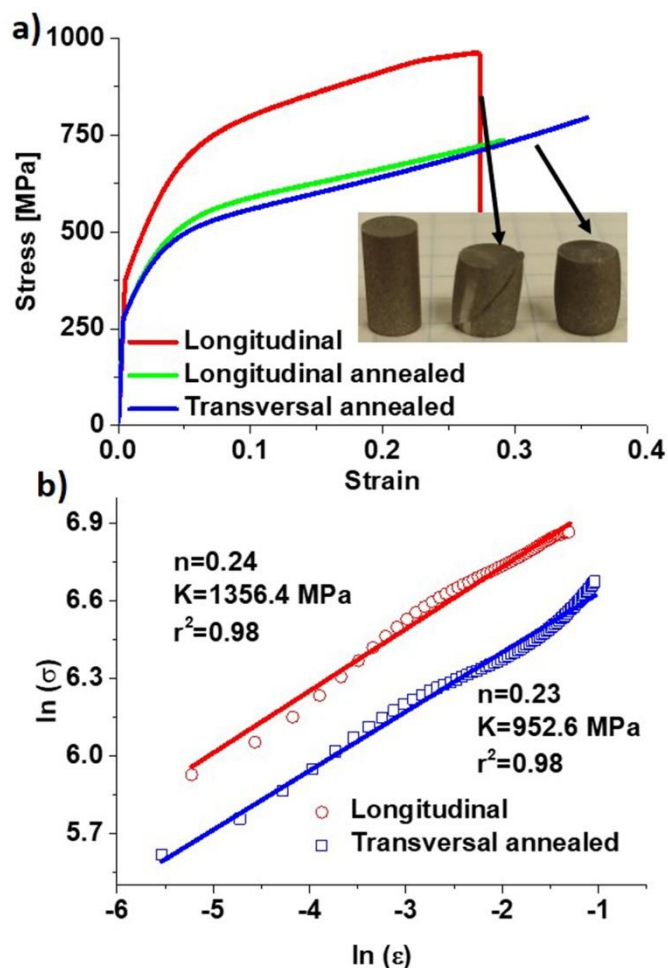 a)
1000
750
500
250
0
Stress [MPa]
Longitudinal
Longitudinal annealed
Transversal annealed
0.0
0.1
0.2
0.3
0.4
Strain
b)
6.9
6.6
6.3
6.0
5.7
ln (σ)
n=0.24
K=1356.4 MPa
r²=0.98
n=0.23
K=952.6 MPa
r²=0.98
Longitudinal
Transversal annealed
-6
-5
-4
-3
-2
-1
ln (ε)